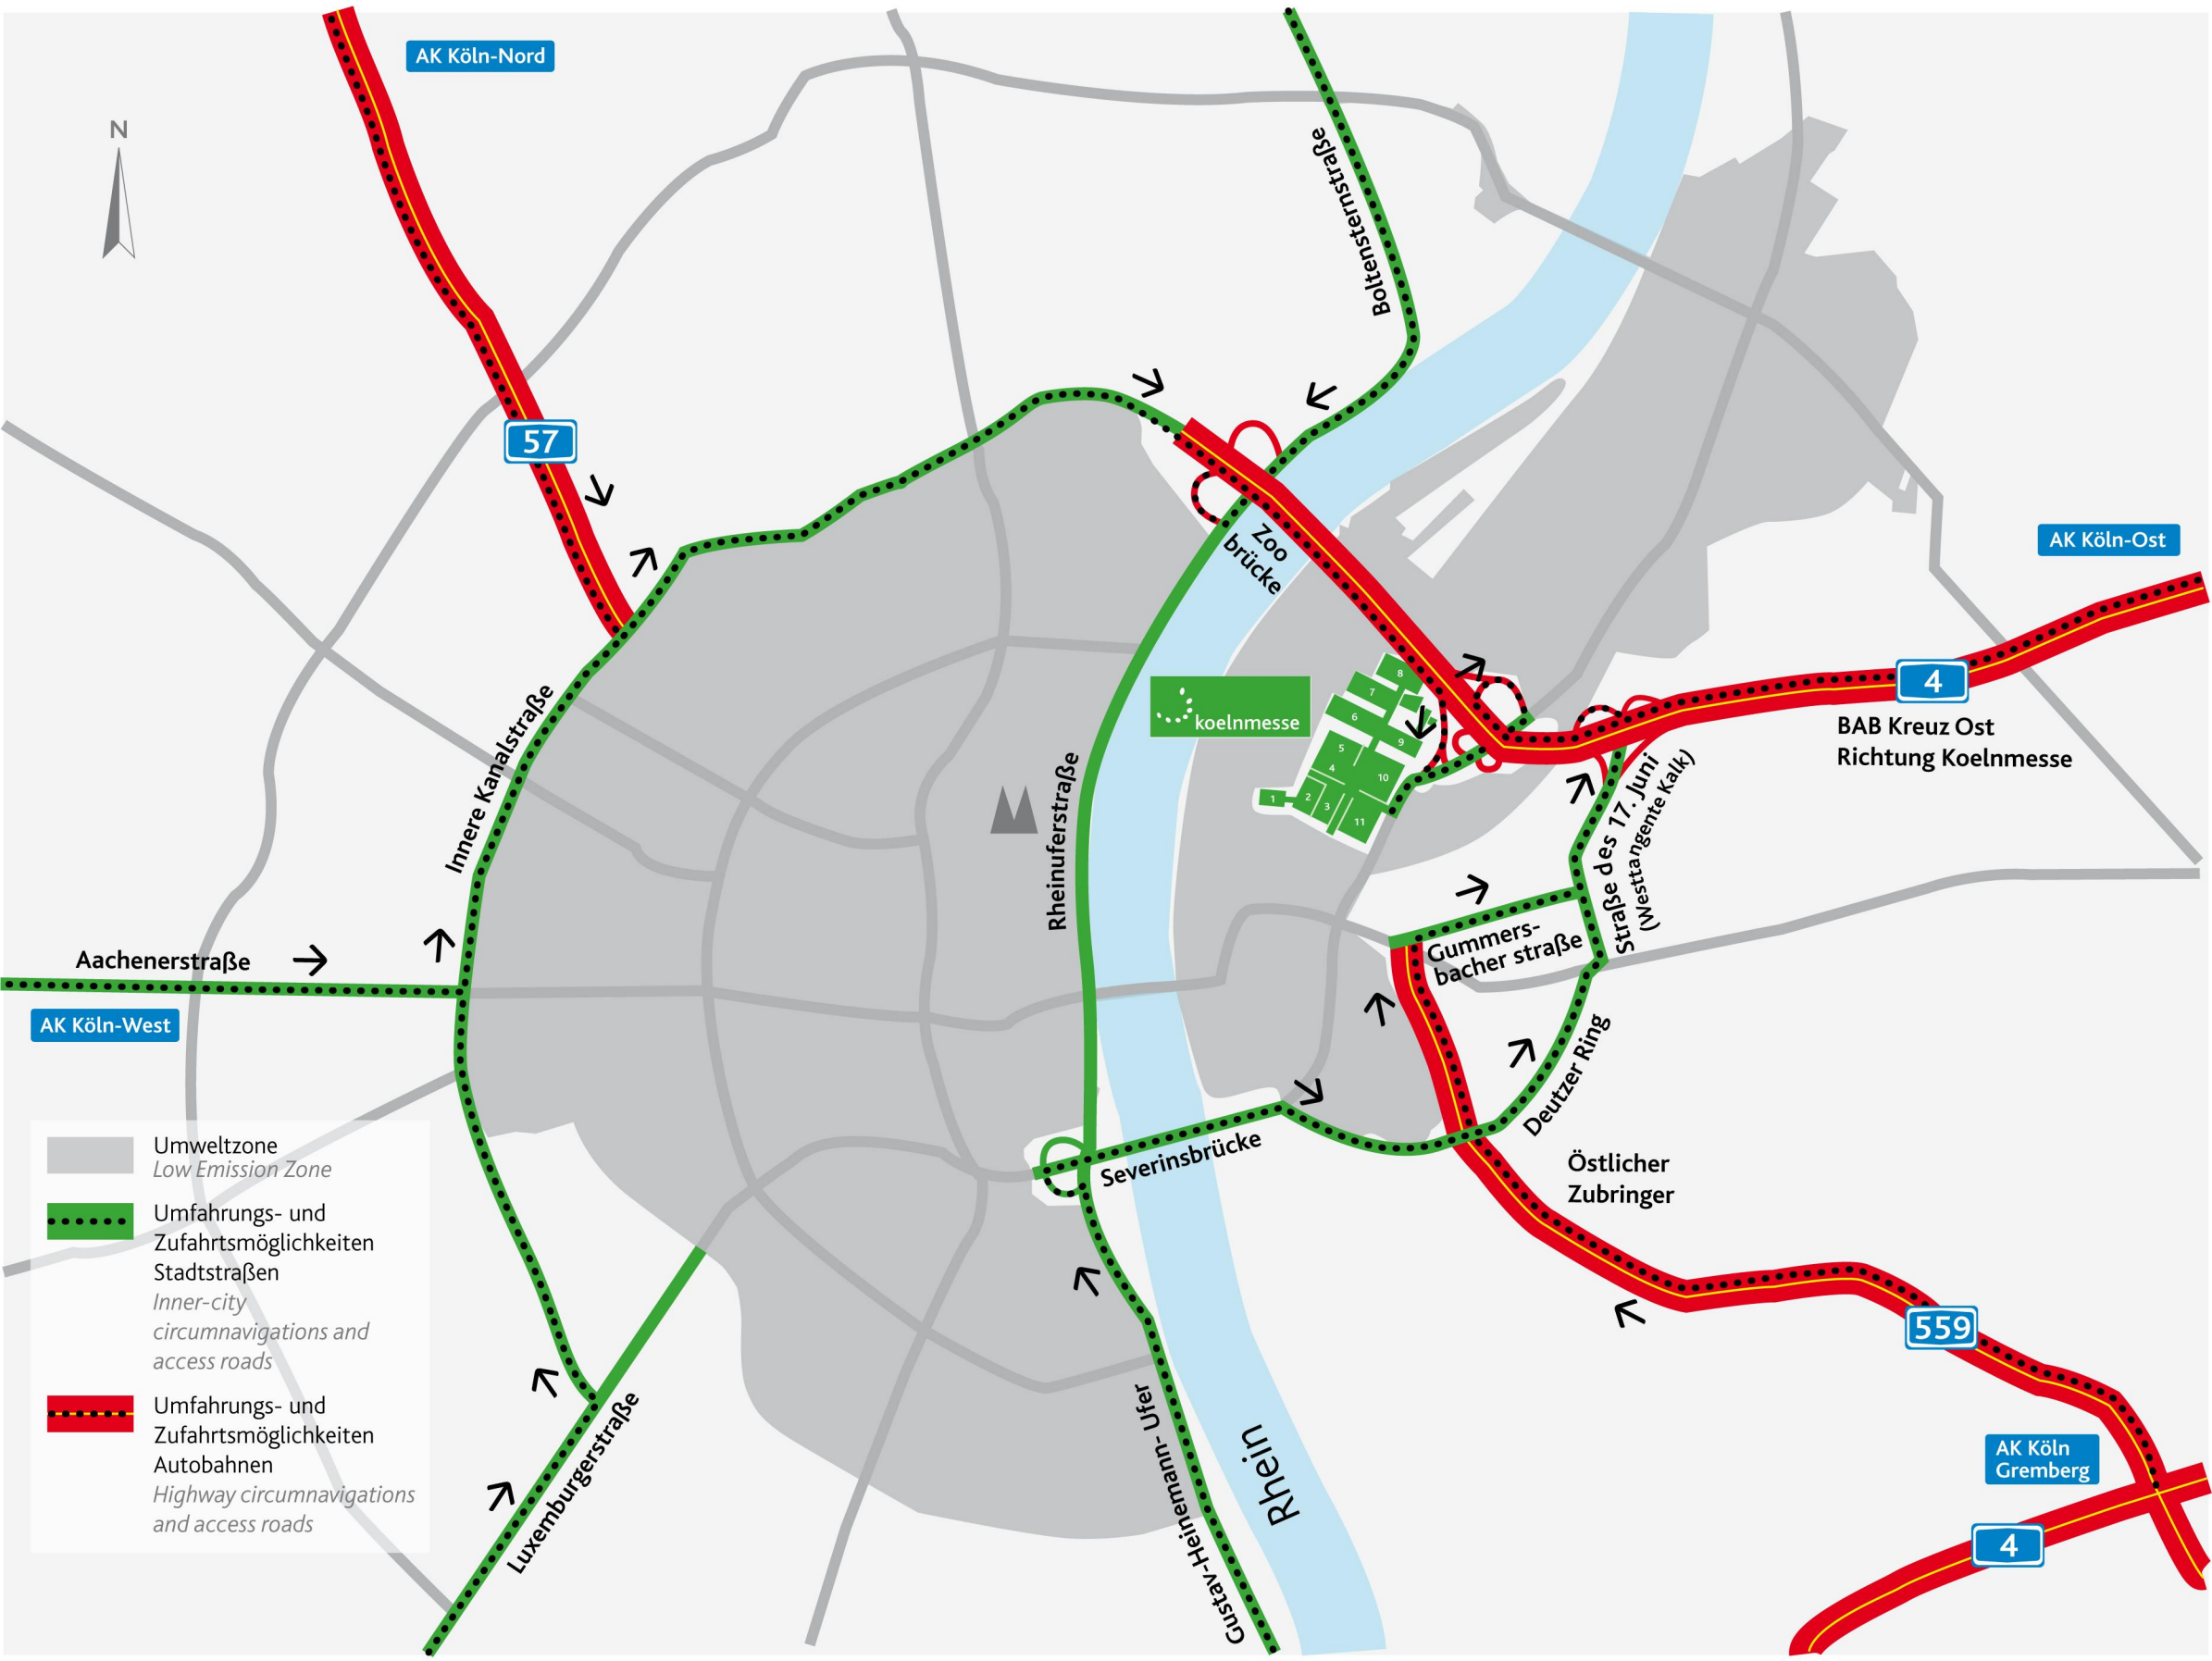 AK Köln-Nord
N
Boltensternstraße
57
AK Köln-Ost
Zoo
brücke
koelnmesse
8
7
6
9
5
4
10
1
2
3
11
4
BAB Kreuz Ost
Richtung Koelnmesse
Innere Kanalstraße
Rheinuferstraße
Straße des 17. Juni
(Westtangente Kalk)
Gummers-
bacher straße
Aachenerstraße
AK Köln-West
Deutzer Ring
Severinsbrücke
Östlicher
Zubringer
559
Umweltzone
Low Emission Zone
Umfahrungs- und
Zufahrtsmöglichkeiten
Stadtstraßen
Inner-city
circumnavigations and
access roads
Umfahrungs- und
Zufahrtsmöglichkeiten
Autobahnen
Highway circumnavigations
and access roads
Luxemburgerstraße
Gustav-Heinemann- Ufer
Rhein
AK Köln
Gremberg
4